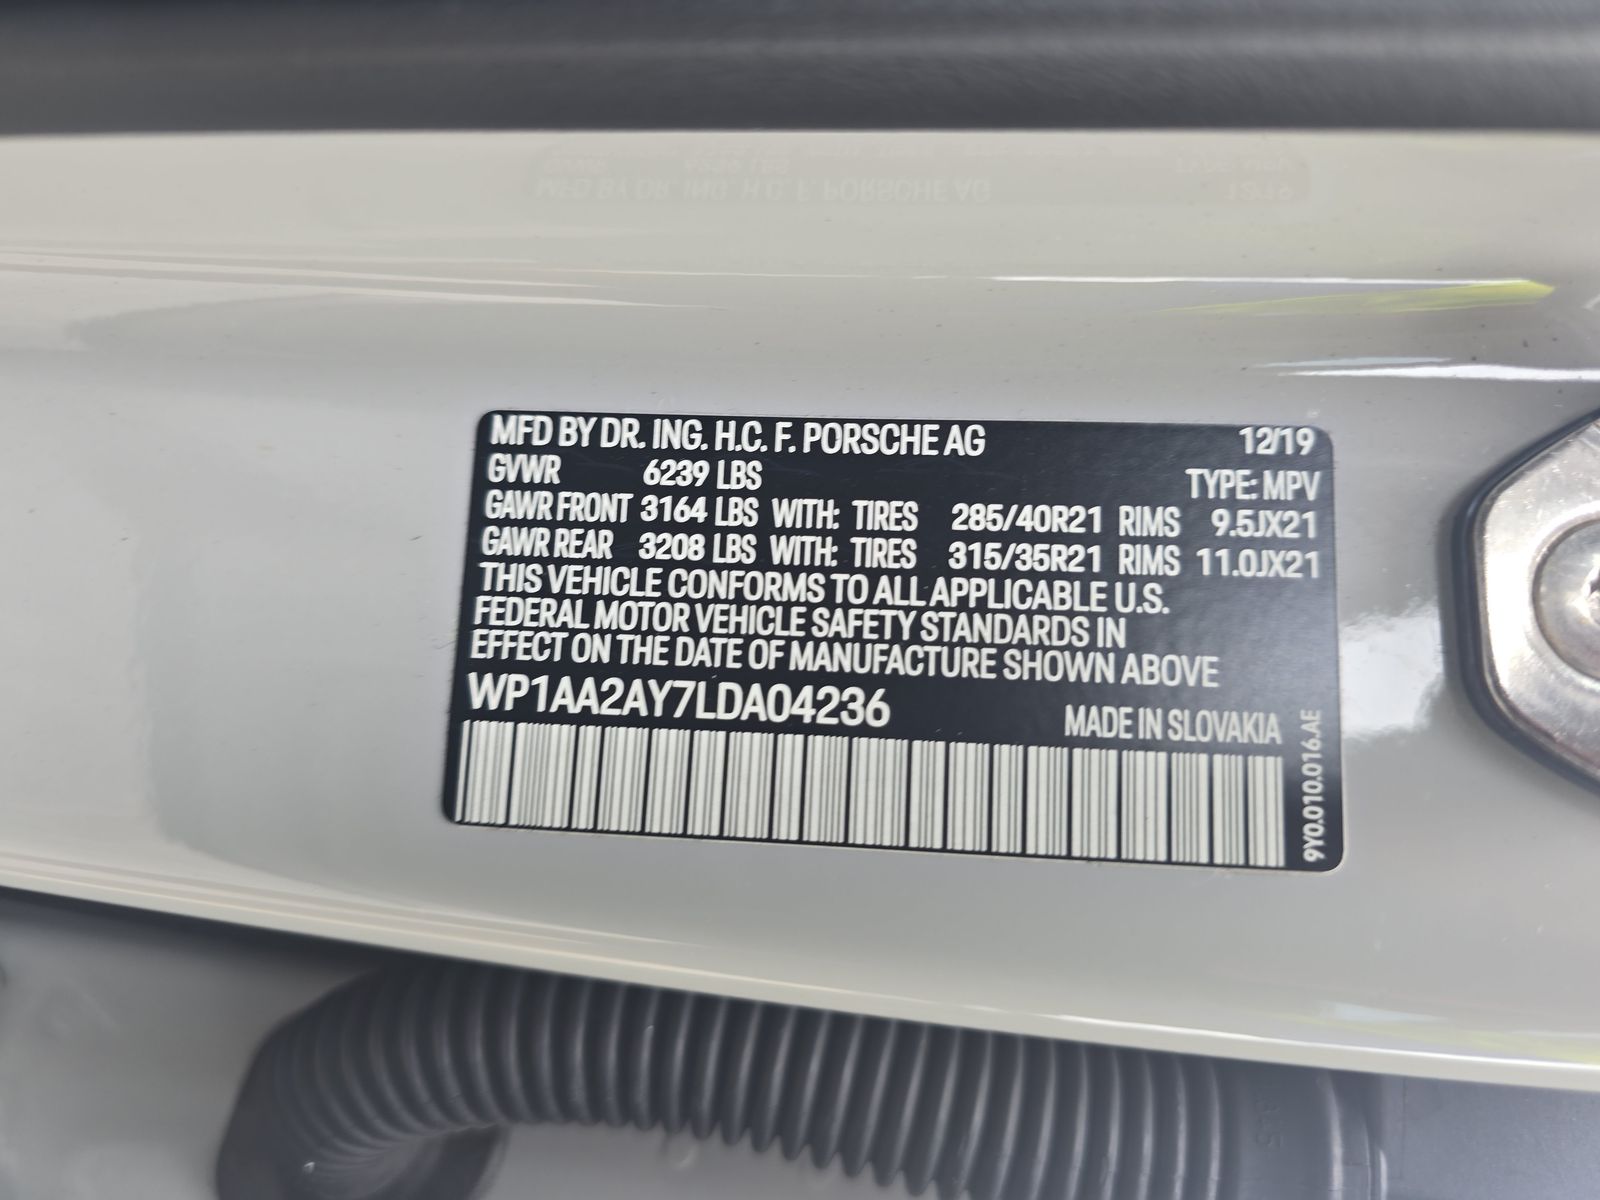 MFD BY DR. ING. H.C. F. PORSCHE AG 12/19
GVWR 6239 LBS TYPE: MPV
GAWR FRONT 3164 LBS WITH: TIRES 285/40R21 RIMS 9.5JX21
GAWR REAR 3208 LBS WITH: TIRES 315/35R21 RIMS 11.0JX21
THIS VEHICLE CONFORMS TO ALL APPLICABLE U.S.
FEDERAL MOTOR VEHICLE SAFETY STANDARDS IN
EFFECT ON THE DATE OF MANUFACTURE SHOWN ABOVE
WP1AA2AY7LDA04236
MADE IN SLOVAKIA
9Y0.010.016.AE